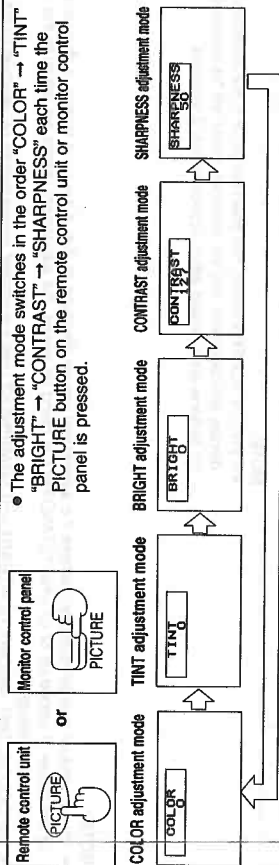 Remote control unit
PICTURE
or
Monitor control panel
PICTURE
● The adjustment mode switches in the order "COLOR" → "TINT"
"BRIGHT" → "CONTRAST" → "SHARPNESS" each time the
PICTURE button on the remote control unit or monitor control
panel is pressed.
COLOR adjustment mode
COLOR
0
TINT adjustment mode
TINT
0
BRIGHT adjustment mode
BRIGHT
0
CONTRAST adjustment mode
CONTRAST
127
SHARPNESS adjustment mode
SHARPNESS
50